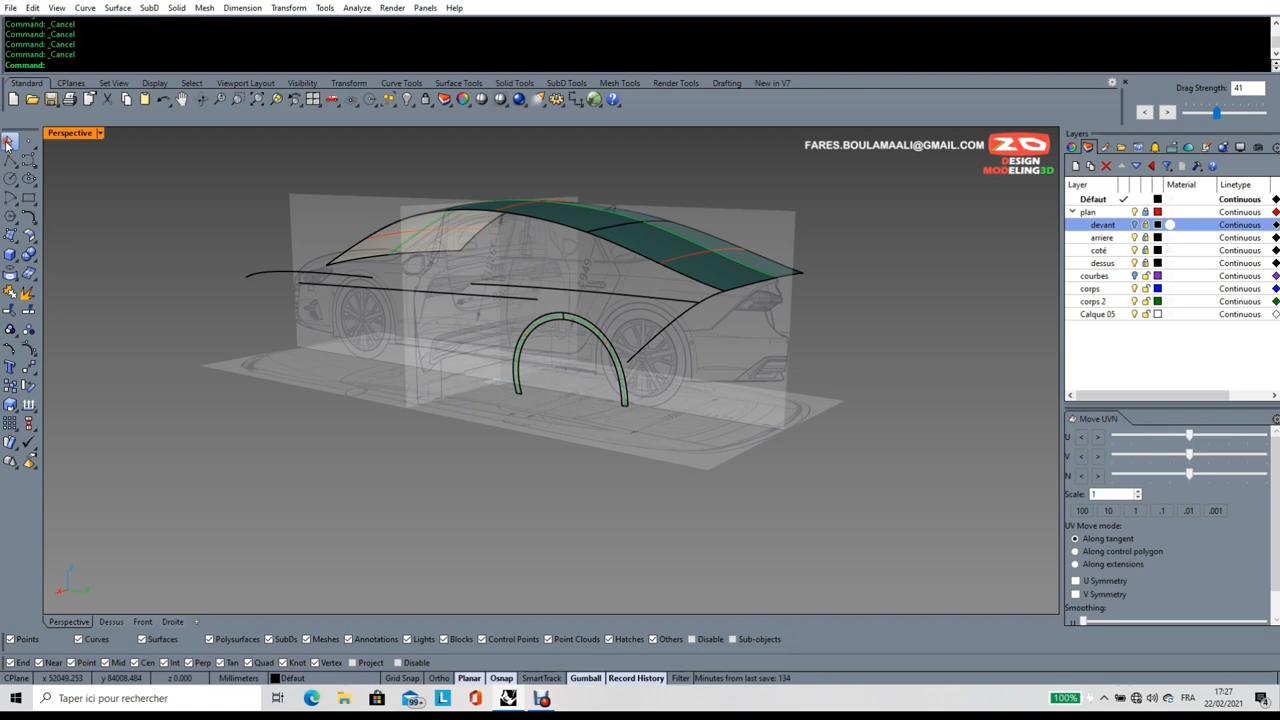 File Edit View Curve Surface SubD Solid Mesh Dimension Transform Tools Analyze Render Panels Help
Command: _Cancel
Command: _Cancel
Command: _Cancel
Command: _Cancel
Command:
Standard CPlanes Set View Display Select Viewport Layout Visibility Transform Curve Tools Surface Tools Solid Tools SubD Tools Mesh Tools Render Tools Drafting New in V7
Drag Strength: 41
Perspective
FARES.BOULAMAALI@GMAIL.COM
DESIGN
MODELING3D
Layers
Layer Material Linetype
Défaut Continuous
plan Continuous
devant Continuous
arriere Continuous
coté Continuous
dessus Continuous
courbes Continuous
corps Continuous
corps 2 Continuous
Calque 05 Continuous
Move UVN
U < >
V < >
N < >
Scale: 1
100 10 1 .1 .01 .001
UV Move mode:
Along tangent
Along control polygon
Along extensions
U Symmetry
V Symmetry
Smoothing:
Perspective Dessus Front Droite
Points Curves Surfaces Polysurfaces SubDs Meshes Annotations Lights Blocks Control Points Point Clouds Hatches Others Disable Sub-objects
End Near Point Mid Cen Int Perp Tan Quad Knot Vertex Project Disable
CPlane x 52049.253 y 84008.484 z 0.000 Millimeters Défaut Grid Snap Ortho Planar Osnap SmartTrack Gumball Record History Filter Minutes from last save: 134
Taper ici pour rechercher
99+
100%
FRA
17:27
22/02/2021
4